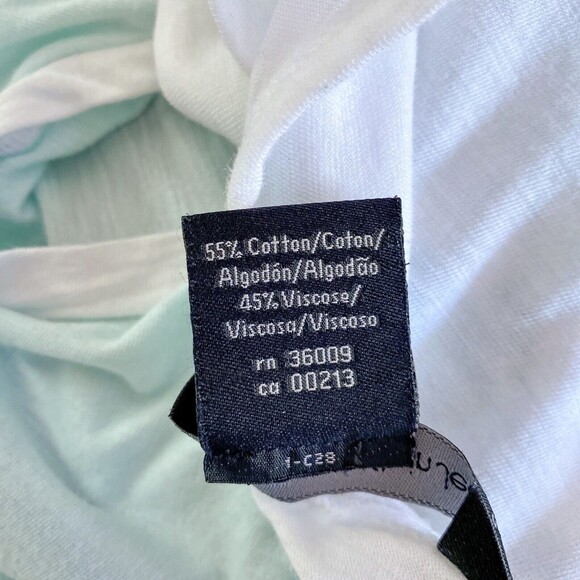 55% Cotton/Coton/
Algodón/Algodão
45% Viscose/
Viscosa/Viscoso
rn 36009
ca 00213